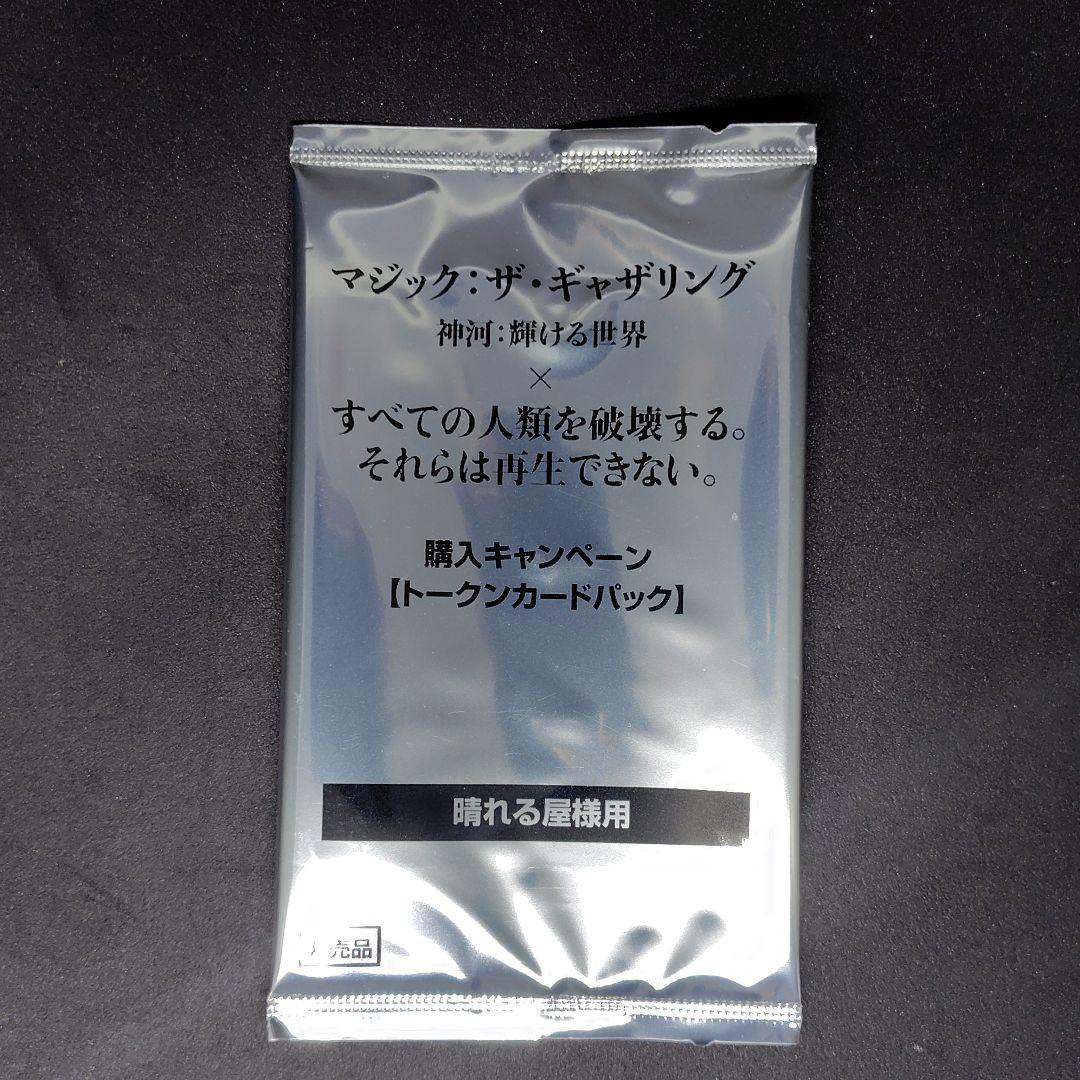 マジック：ザ・ギャザリング
神河：輝ける世界
×
すべての人類を破壊する。
それらは再生できない。
購入キャンペーン
【トークンカードパック】
晴れる屋様用
売品